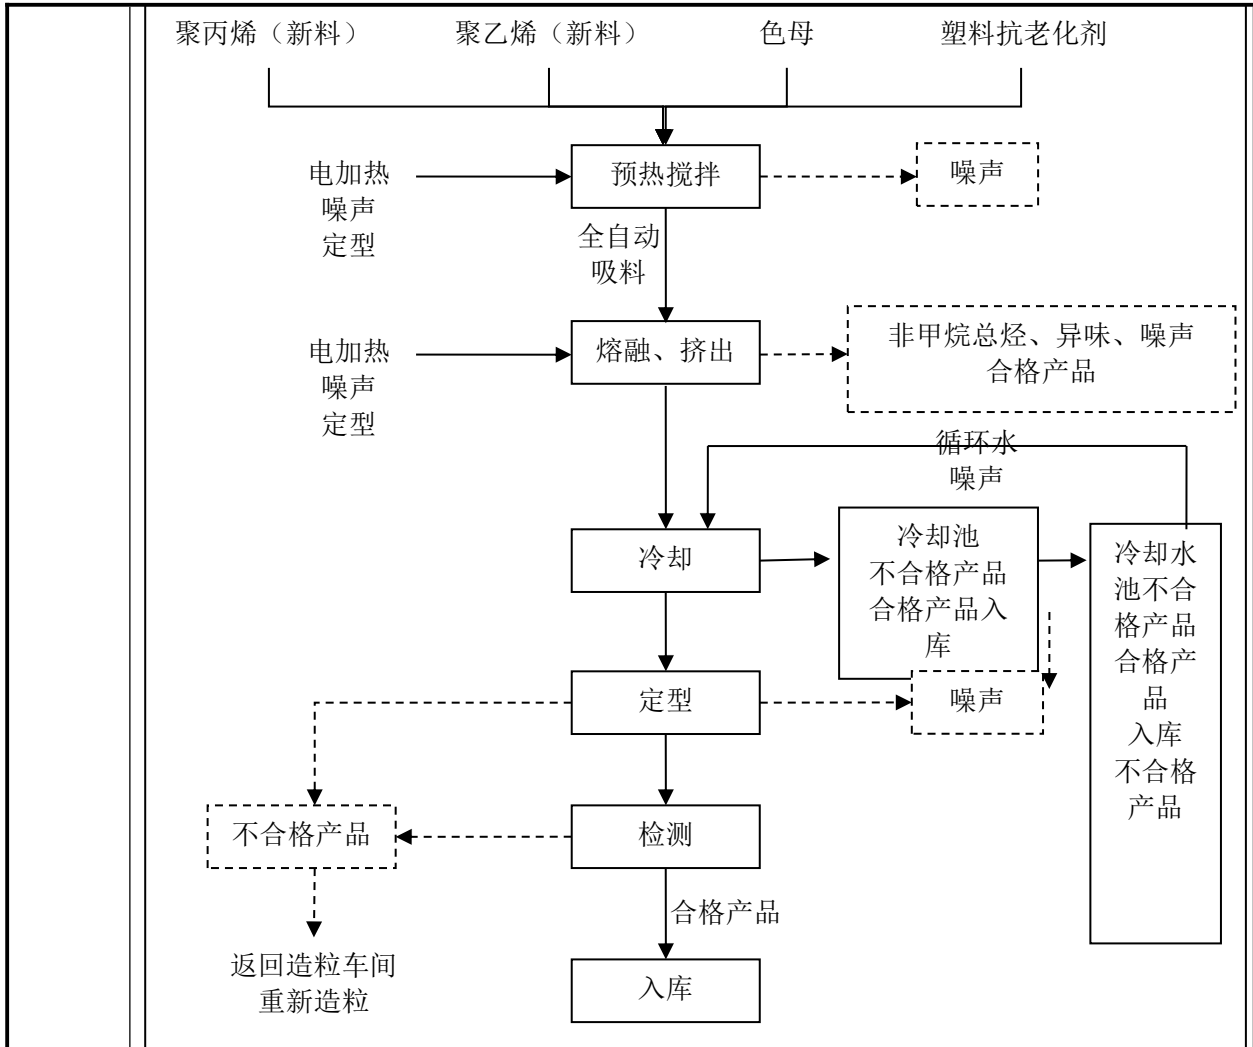 聚丙烯（新料）
聚乙烯（新料）
色母
塑料抗老化剂
电加热
噪声
定型
预热搅拌
噪声
全自动
吸料
电加热
噪声
定型
熔融、挤出
非甲烷总烃、异味、噪声
合格产品
循环水
噪声
冷却
冷却池
不合格产品
合格产品入
库
冷却水
池不合
格产品
合格产
品
入库
不合格
产品
定型
噪声
不合格产品
检测
合格产品
返回造粒车间
重新造粒
入库